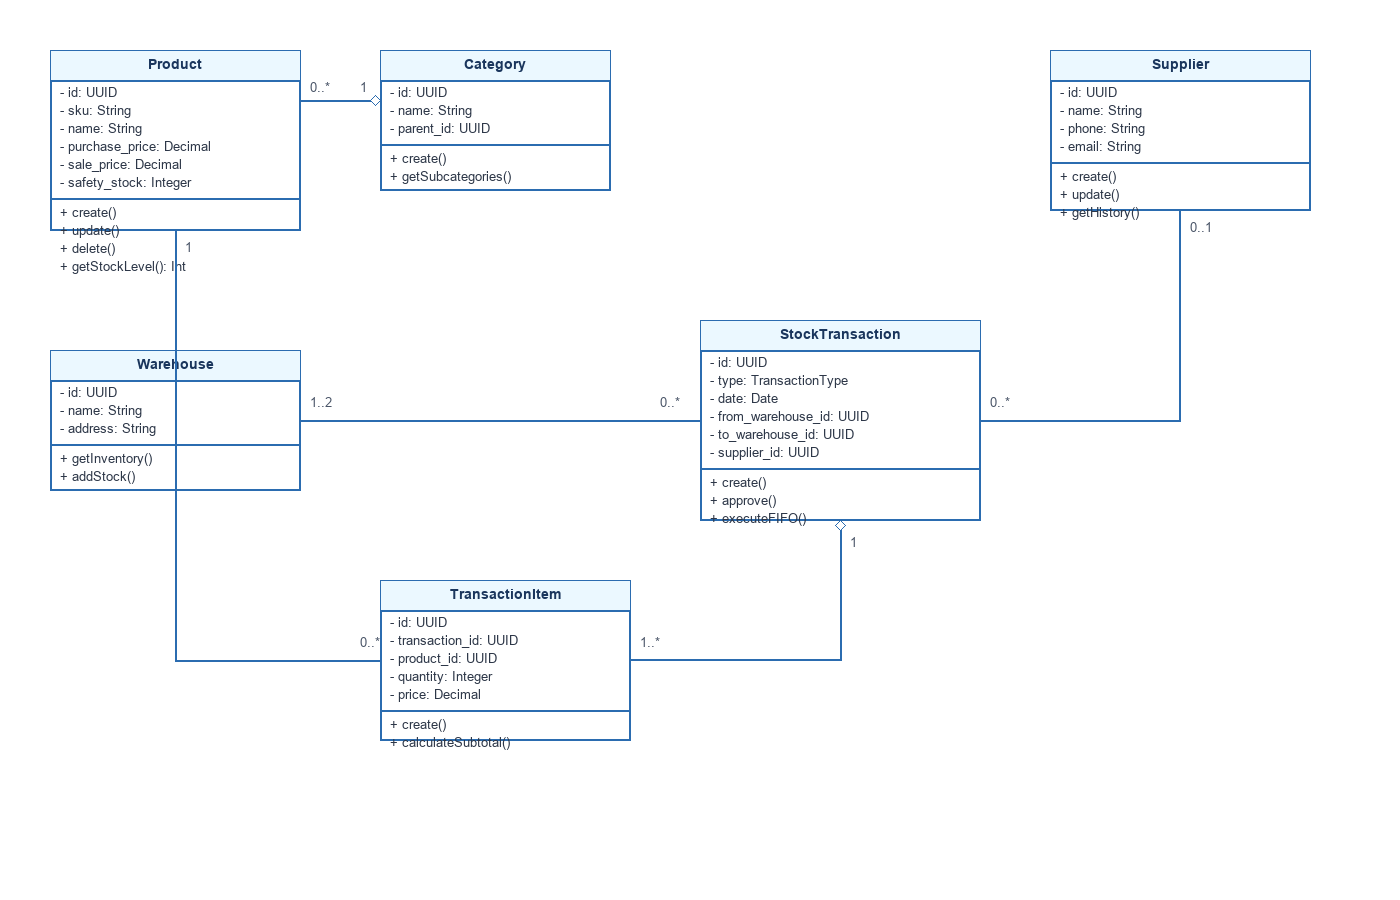 Product
- id: UUID
- sku: String
- name: String
- purchase_price: Decimal
- sale_price: Decimal
- safety_stock: Integer
+ create()
+ update()
+ delete()
+ getStockLevel(): Int
0..*
1
1
Category
- id: UUID
- name: String
- parent_id: UUID
+ create()
+ getSubcategories()
Supplier
- id: UUID
- name: String
- phone: String
- email: String
+ create()
+ update()
+ getHistory()
0..1
Warehouse
- id: UUID
- name: String
- address: String
+ getInventory()
+ addStock()
1..2
0..*
StockTransaction
- id: UUID
- type: TransactionType
- date: Date
- from_warehouse_id: UUID
- to_warehouse_id: UUID
- supplier_id: UUID
+ create()
+ approve()
+ executeFIFO()
0..*
1
TransactionItem
0..*
- id: UUID
- transaction_id: UUID
- product_id: UUID
- quantity: Integer
- price: Decimal
+ create()
+ calculateSubtotal()
1..*